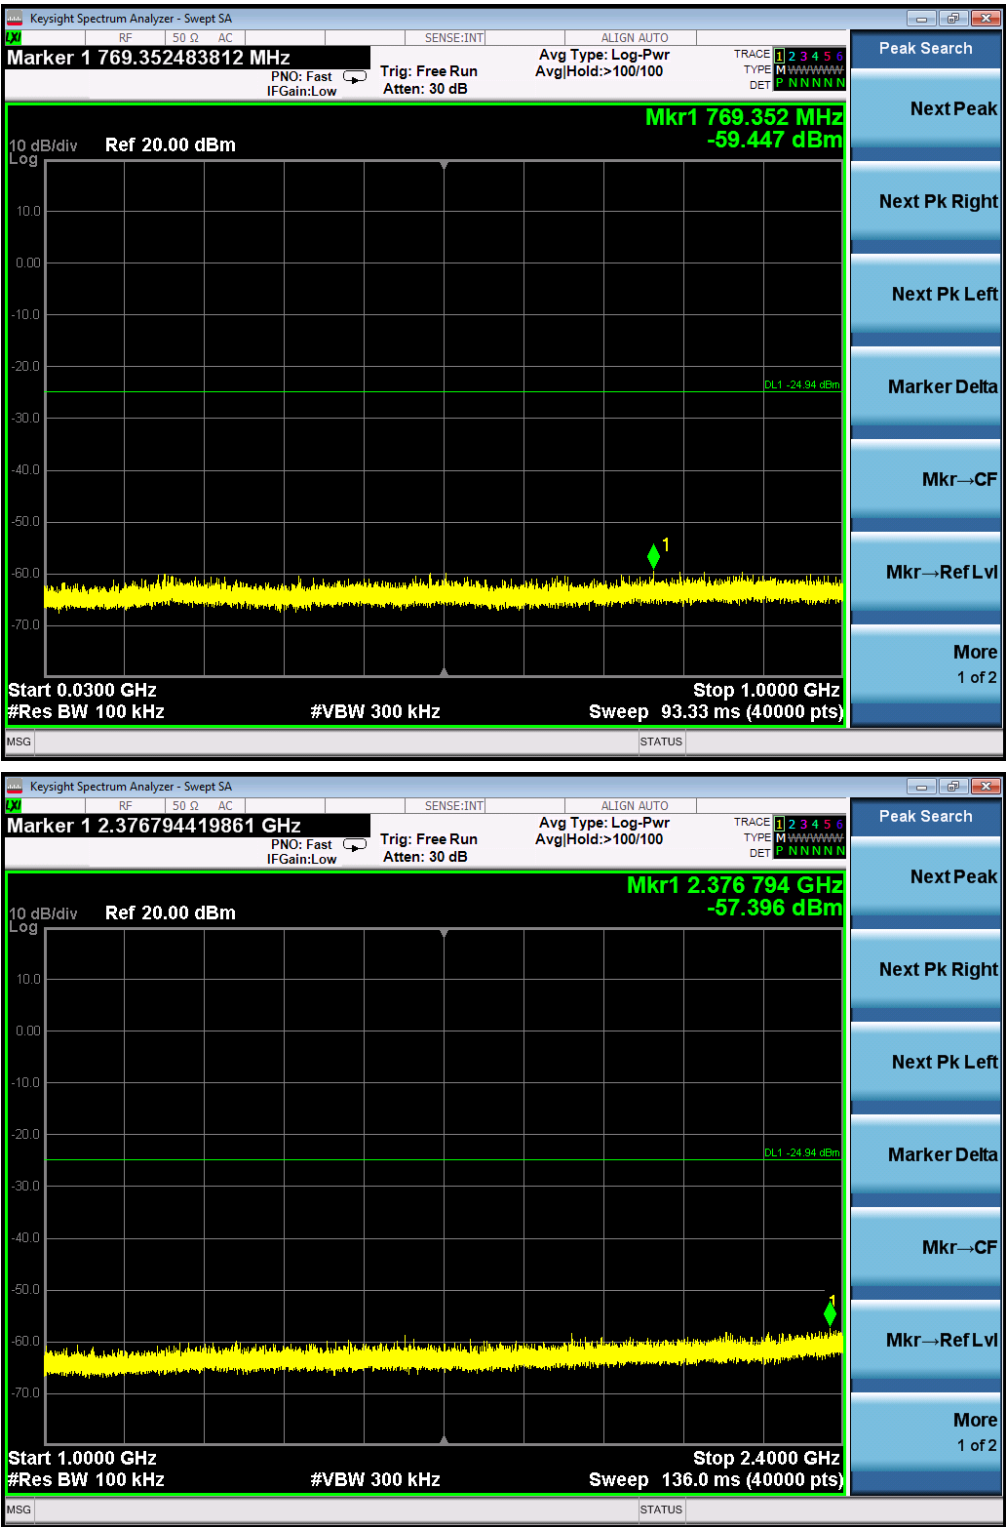 Keysight Spectrum Analyzer - Swept SA
LXI RF 50 Ω AC SENSE:INT ALIGN AUTO
Marker 1 769.352483812 MHz
PNO: Fast
IFGain:Low
Trig: Free Run
Atten: 30 dB
Avg Type: Log-Pwr
Avg|Hold:>100/100
TRACE 1 2 3 4 5 6
TYPE M WWWWW
DET P N N N N N
Mkr1 769.352 MHz
-59.447 dBm
10 dB/div Ref 20.00 dBm
Log
10.0
0.00
-10.0
-20.0
DL1 -24.94 dBm
-30.0
-40.0
-50.0
1
-60.0
-70.0
Start 0.0300 GHz Stop 1.0000 GHz
#Res BW 100 kHz #VBW 300 kHz Sweep 93.33 ms (40000 pts)
MSG STATUS
Peak Search
Next Peak
Next Pk Right
Next Pk Left
Marker Delta
Mkr→CF
Mkr→Ref Lvl
More
1 of 2
Keysight Spectrum Analyzer - Swept SA
LXI RF 50 Ω AC SENSE:INT ALIGN AUTO
Marker 1 2.376794419861 GHz
PNO: Fast
IFGain:Low
Trig: Free Run
Atten: 30 dB
Avg Type: Log-Pwr
Avg|Hold:>100/100
TRACE 1 2 3 4 5 6
TYPE M WWWWW
DET P N N N N N
Mkr1 2.376 794 GHz
-57.396 dBm
10 dB/div Ref 20.00 dBm
Log
10.0
0.00
-10.0
-20.0
DL1 -24.94 dBm
-30.0
-40.0
-50.0
1
-60.0
-70.0
Start 1.0000 GHz Stop 2.4000 GHz
#Res BW 100 kHz #VBW 300 kHz Sweep 136.0 ms (40000 pts)
MSG STATUS
Peak Search
Next Peak
Next Pk Right
Next Pk Left
Marker Delta
Mkr→CF
Mkr→Ref Lvl
More
1 of 2